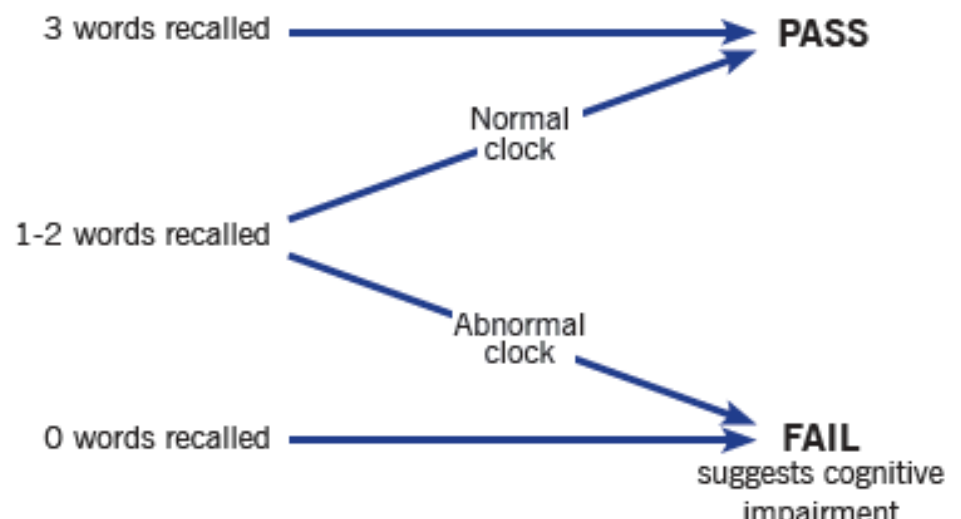 3 words recalled
PASS
Normal
clock
1-2 words recalled
Abnormal
clock
0 words recalled
FAIL
suggests cognitive
impairment